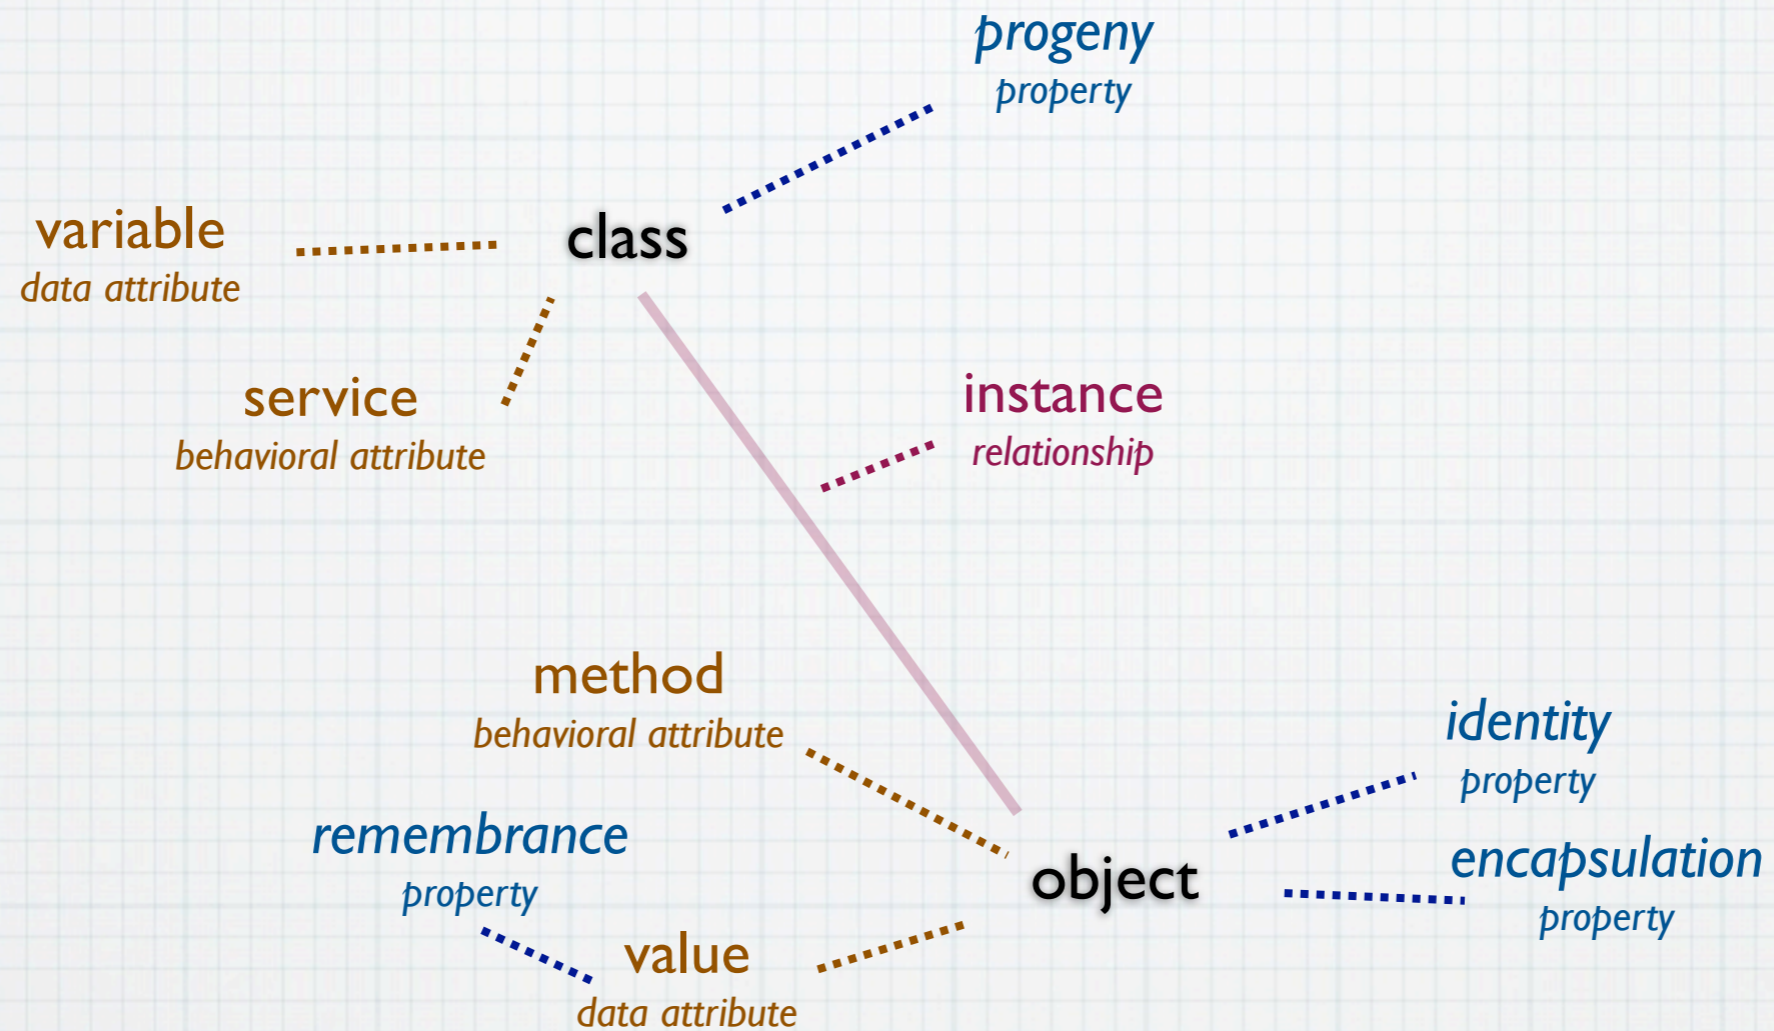 progeny
property
variable
data attribute
class
service
behavioral attribute
instance
relationship
method
behavioral attribute
identity
property
remembrance
property
object
encapsulation
property
value
data attribute